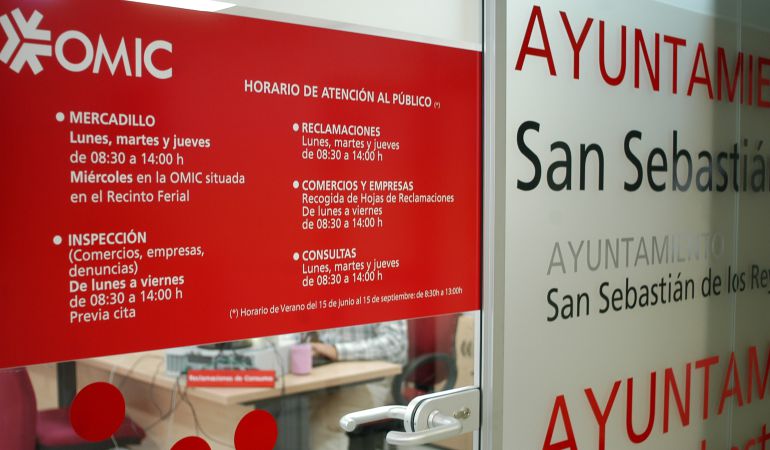 OMIC
HORARIO DE ATENCIÓN AL PÚBLICO (*)
• MERCADILLO
Lunes, martes y jueves
de 08:30 a 14:00 h
Miércoles en la OMIC situada
en el Recinto Ferial
• INSPECCIÓN
(Comercios, empresas,
denuncias)
De lunes a viernes
de 08:30 a 14:00 h
Previa cita
• RECLAMACIONES
Lunes, martes y jueves
de 08:30 a 14:00 h
• COMERCIOS Y EMPRESAS
Recogida de Hojas de Reclamaciones
De lunes a viernes
de 08:30 a 14:00 h
• CONSULTAS
Lunes, martes y jueves
de 08:30 a 14:00 h
(*) Horario de Verano del 15 de junio al 15 de septiembre: de 8:30h a 13:00h
Reclamaciones de Consumo
AYUNTAMIE
San Sebastián
AYUNTAMIENTO
San Sebastián de los Rey
AYUNTAM